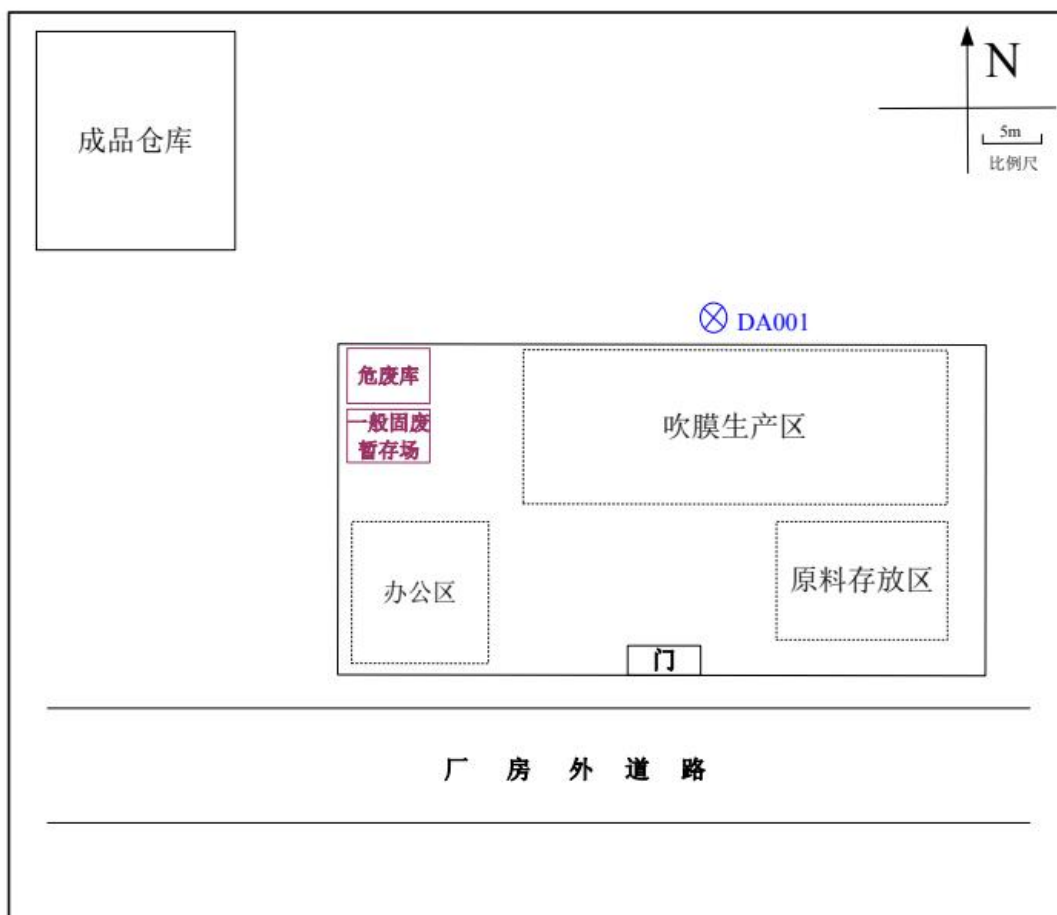 N
5m
比例尺
成品仓库
DA001
危废库
一般固废
暂存场
吹膜生产区
办公区
原料存放区
门
厂房外道路